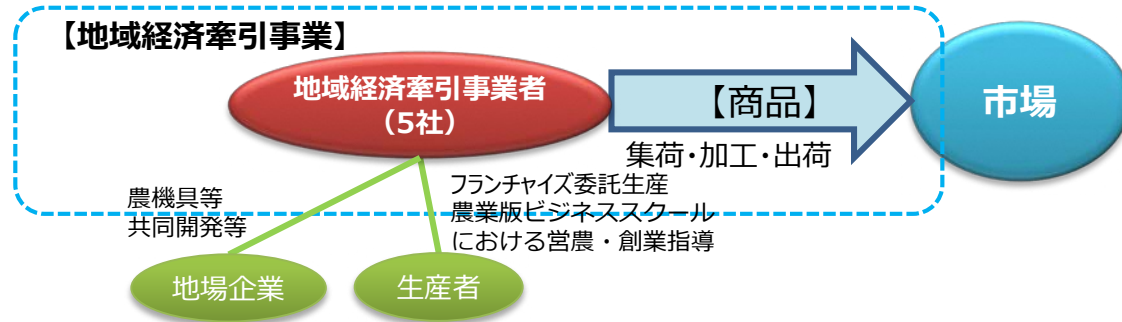 【地域経済牽引事業】
地域経済牽引事業者
（5社）
【商品】
集荷・加工・出荷
市場
農機具等
共同開発等
フランチャイズ委託生産
農業版ビジネススクール
における営農・創業指導
地場企業
生産者